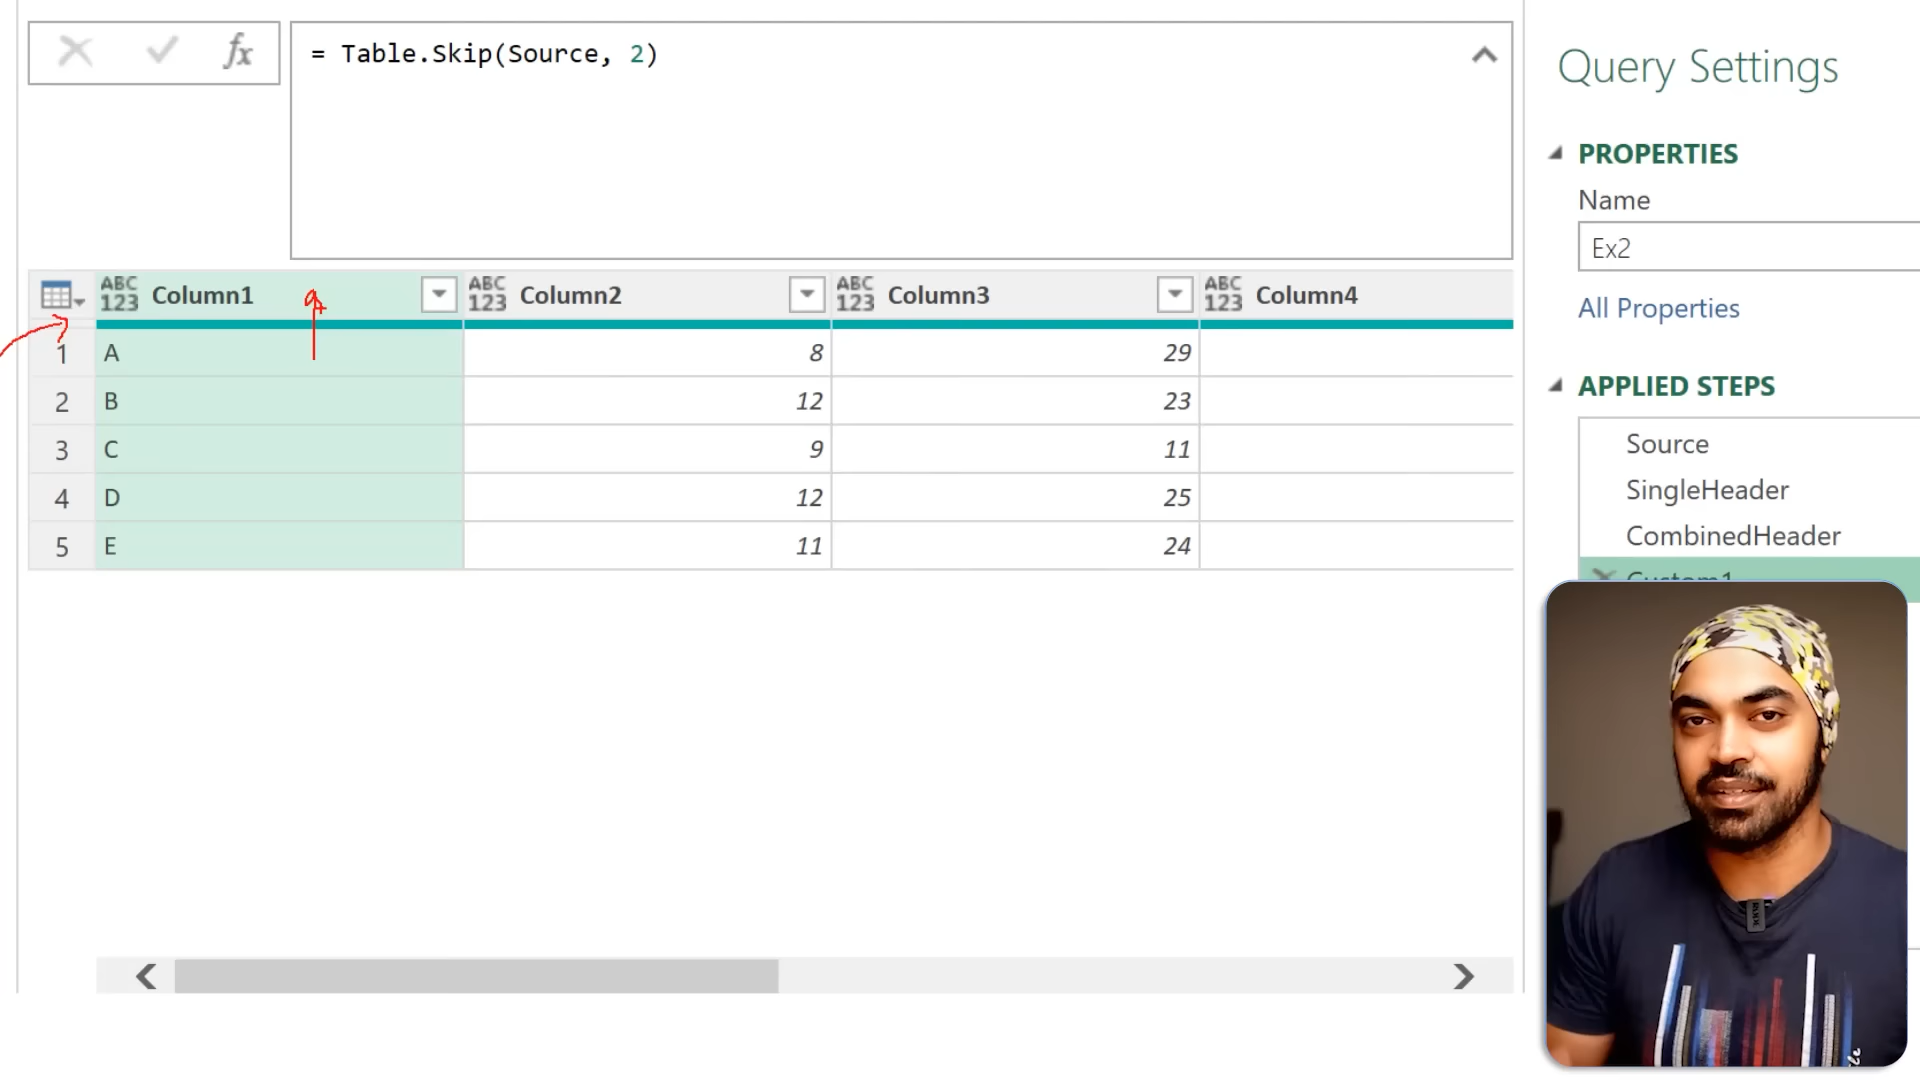 fx
= Table.Skip(Source, 2)
Query Settings
PROPERTIES
Name
Ex2
All Properties
APPLIED STEPS
Source
SingleHeader
CombinedHeader
Custom1
ABC 123 Column1 ABC 123 Column2 ABC 123 Column3 ABC 123 Column4
1 A 8 29
2 B 12 23
3 C 9 11
4 D 12 25
5 E 11 24